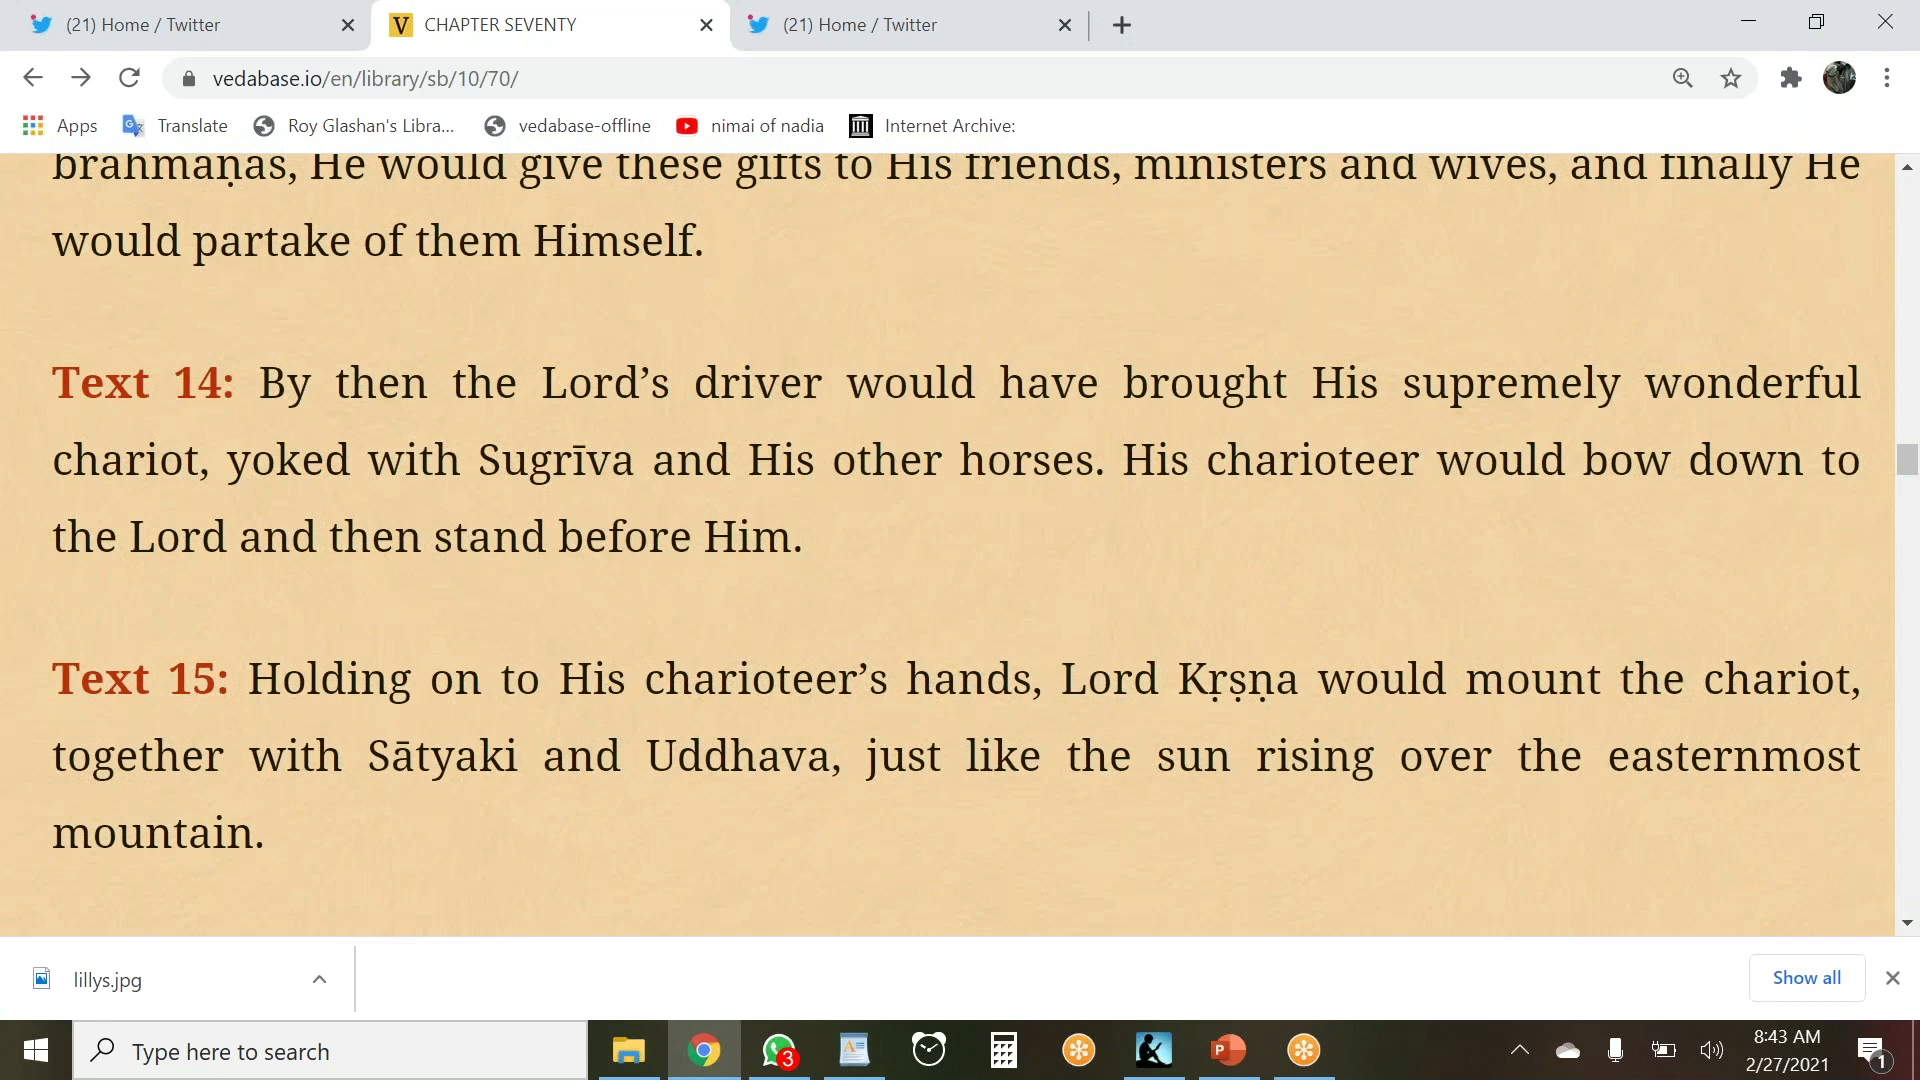 (21) Home / Twitter
CHAPTER SEVENTY
(21) Home / Twitter
vedabase.io/en/library/sb/10/70/
Apps
Translate
Roy Glashan's Libra...
vedabase-offline
nimai of nadia
Internet Archive:
brāhmaṇas, He would give these gifts to His friends, ministers and wives, and finally He
would partake of them Himself.
Text 14: By then the Lord’s driver would have brought His supremely wonderful
chariot, yoked with Sugrīva and His other horses. His charioteer would bow down to
the Lord and then stand before Him.
Text 15: Holding on to His charioteer’s hands, Lord Kṛṣṇa would mount the chariot,
together with Sātyaki and Uddhava, just like the sun rising over the easternmost
mountain.
lillys.jpg
Show all
Type here to search
3
8:43 AM
2/27/2021
1